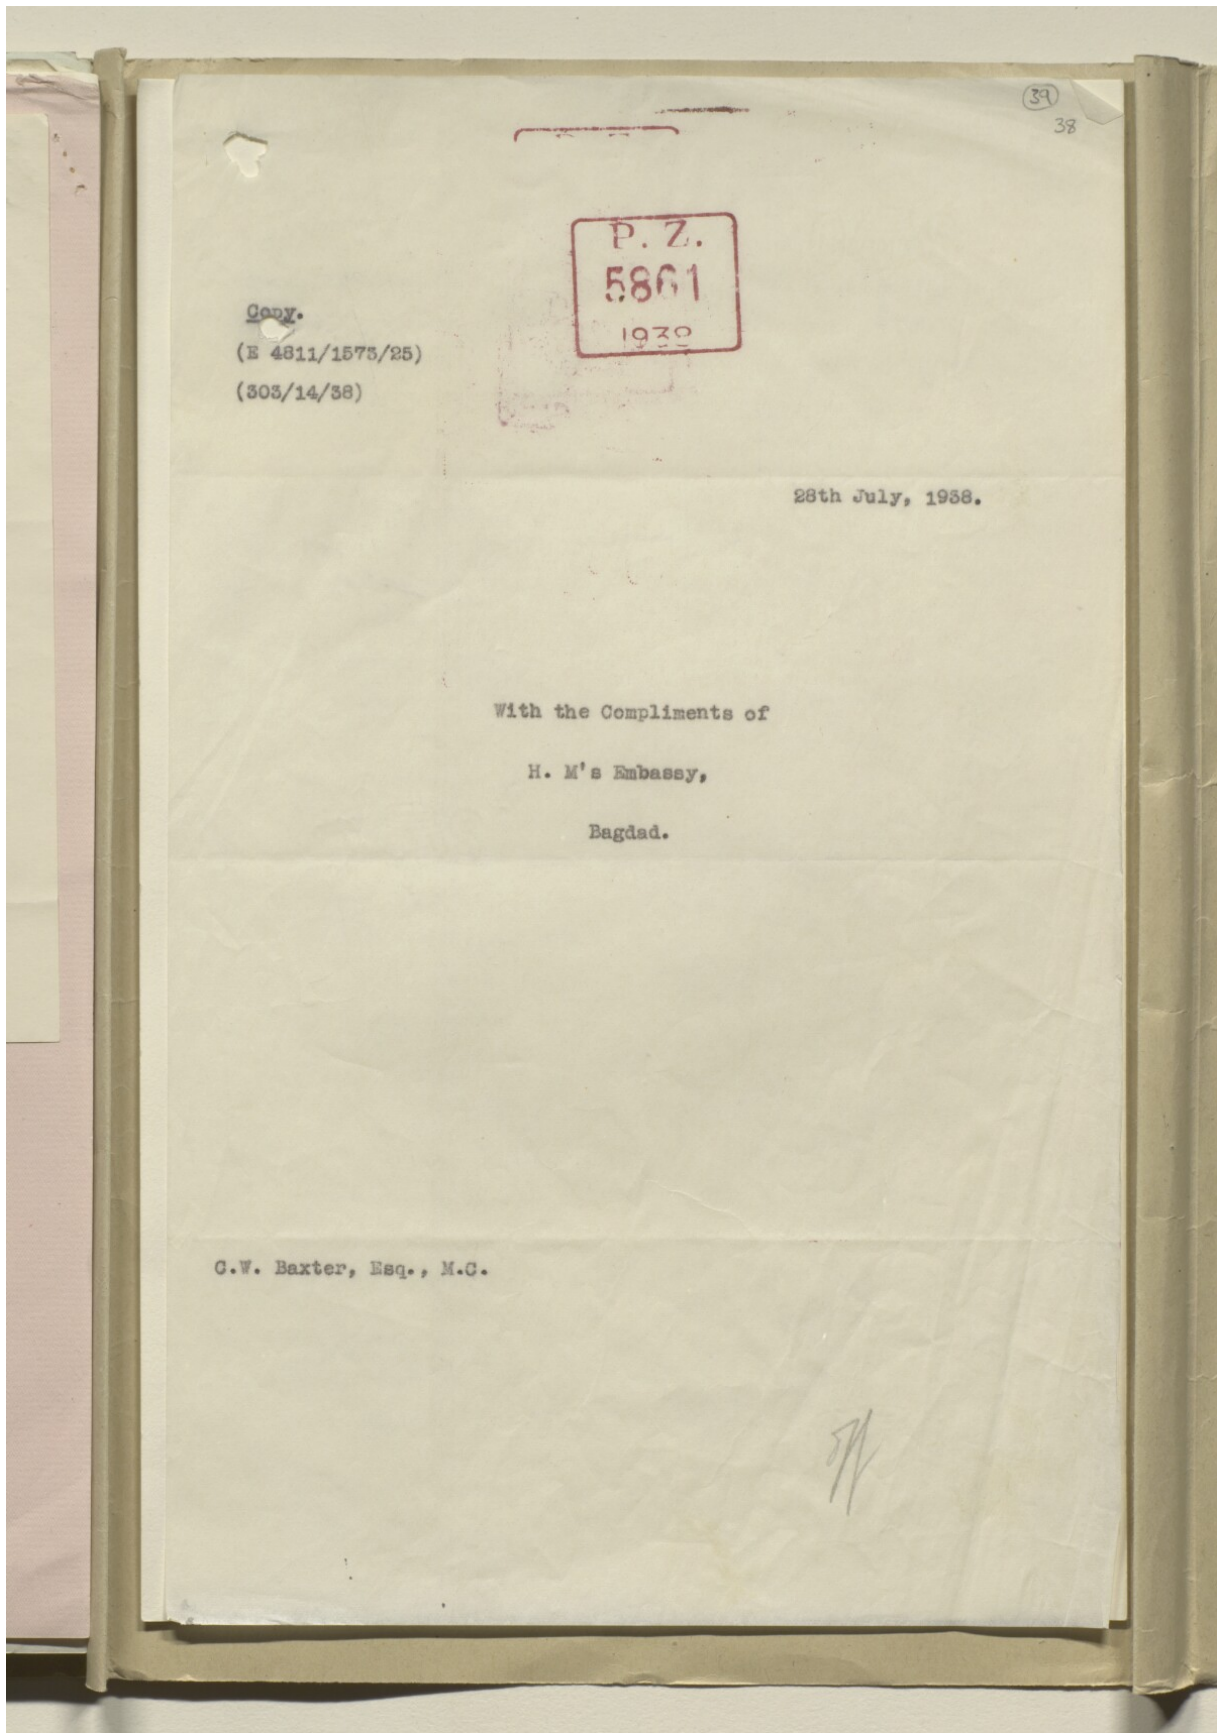 39
38
P. Z.
5861
1938
Copy.
(E 4811/1573/25)
(303/14/38)
28th July, 1938.
With the Compliments of
H. M's Embassy,
Bagdad.
C.W. Baxter, Esq., M.C.